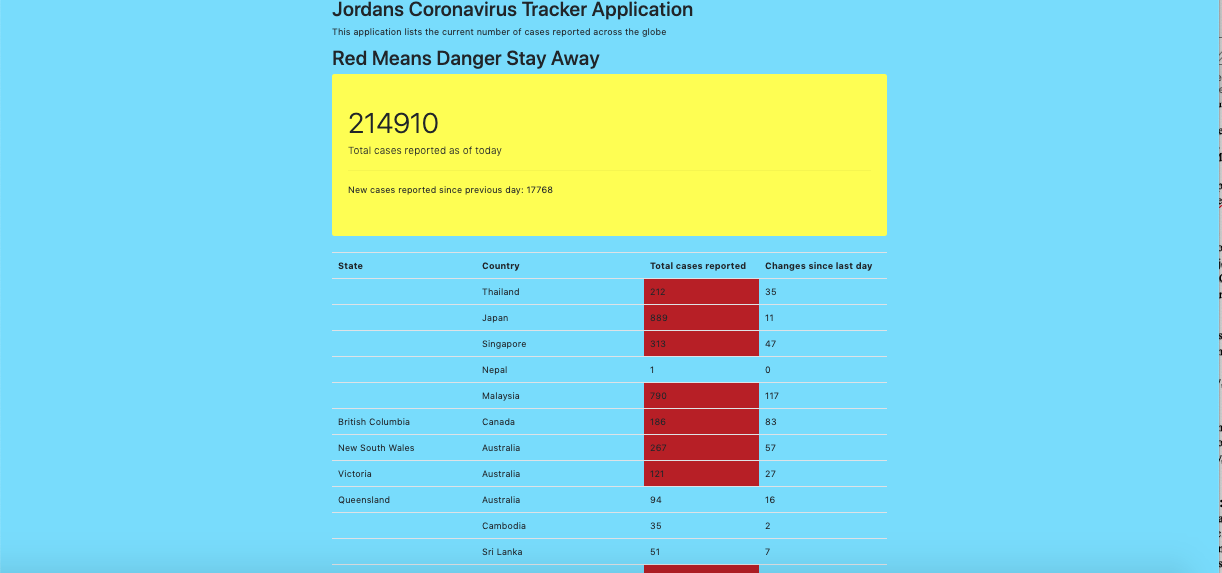 Jordans Coronavirus Tracker Application
This application lists the current number of cases reported across the globe
Red Means Danger Stay Away
214910
Total cases reported as of today
New cases reported since previous day: 17768
State Country Total cases reported Changes since last day
Thailand 212 35
Japan 889 11
Singapore 313 47
Nepal 1 0
Malaysia 790 117
British Columbia Canada 186 83
New South Wales Australia 267 57
Victoria Australia 121 27
Queensland Australia 94 16
Cambodia 35 2
Sri Lanka 51 7